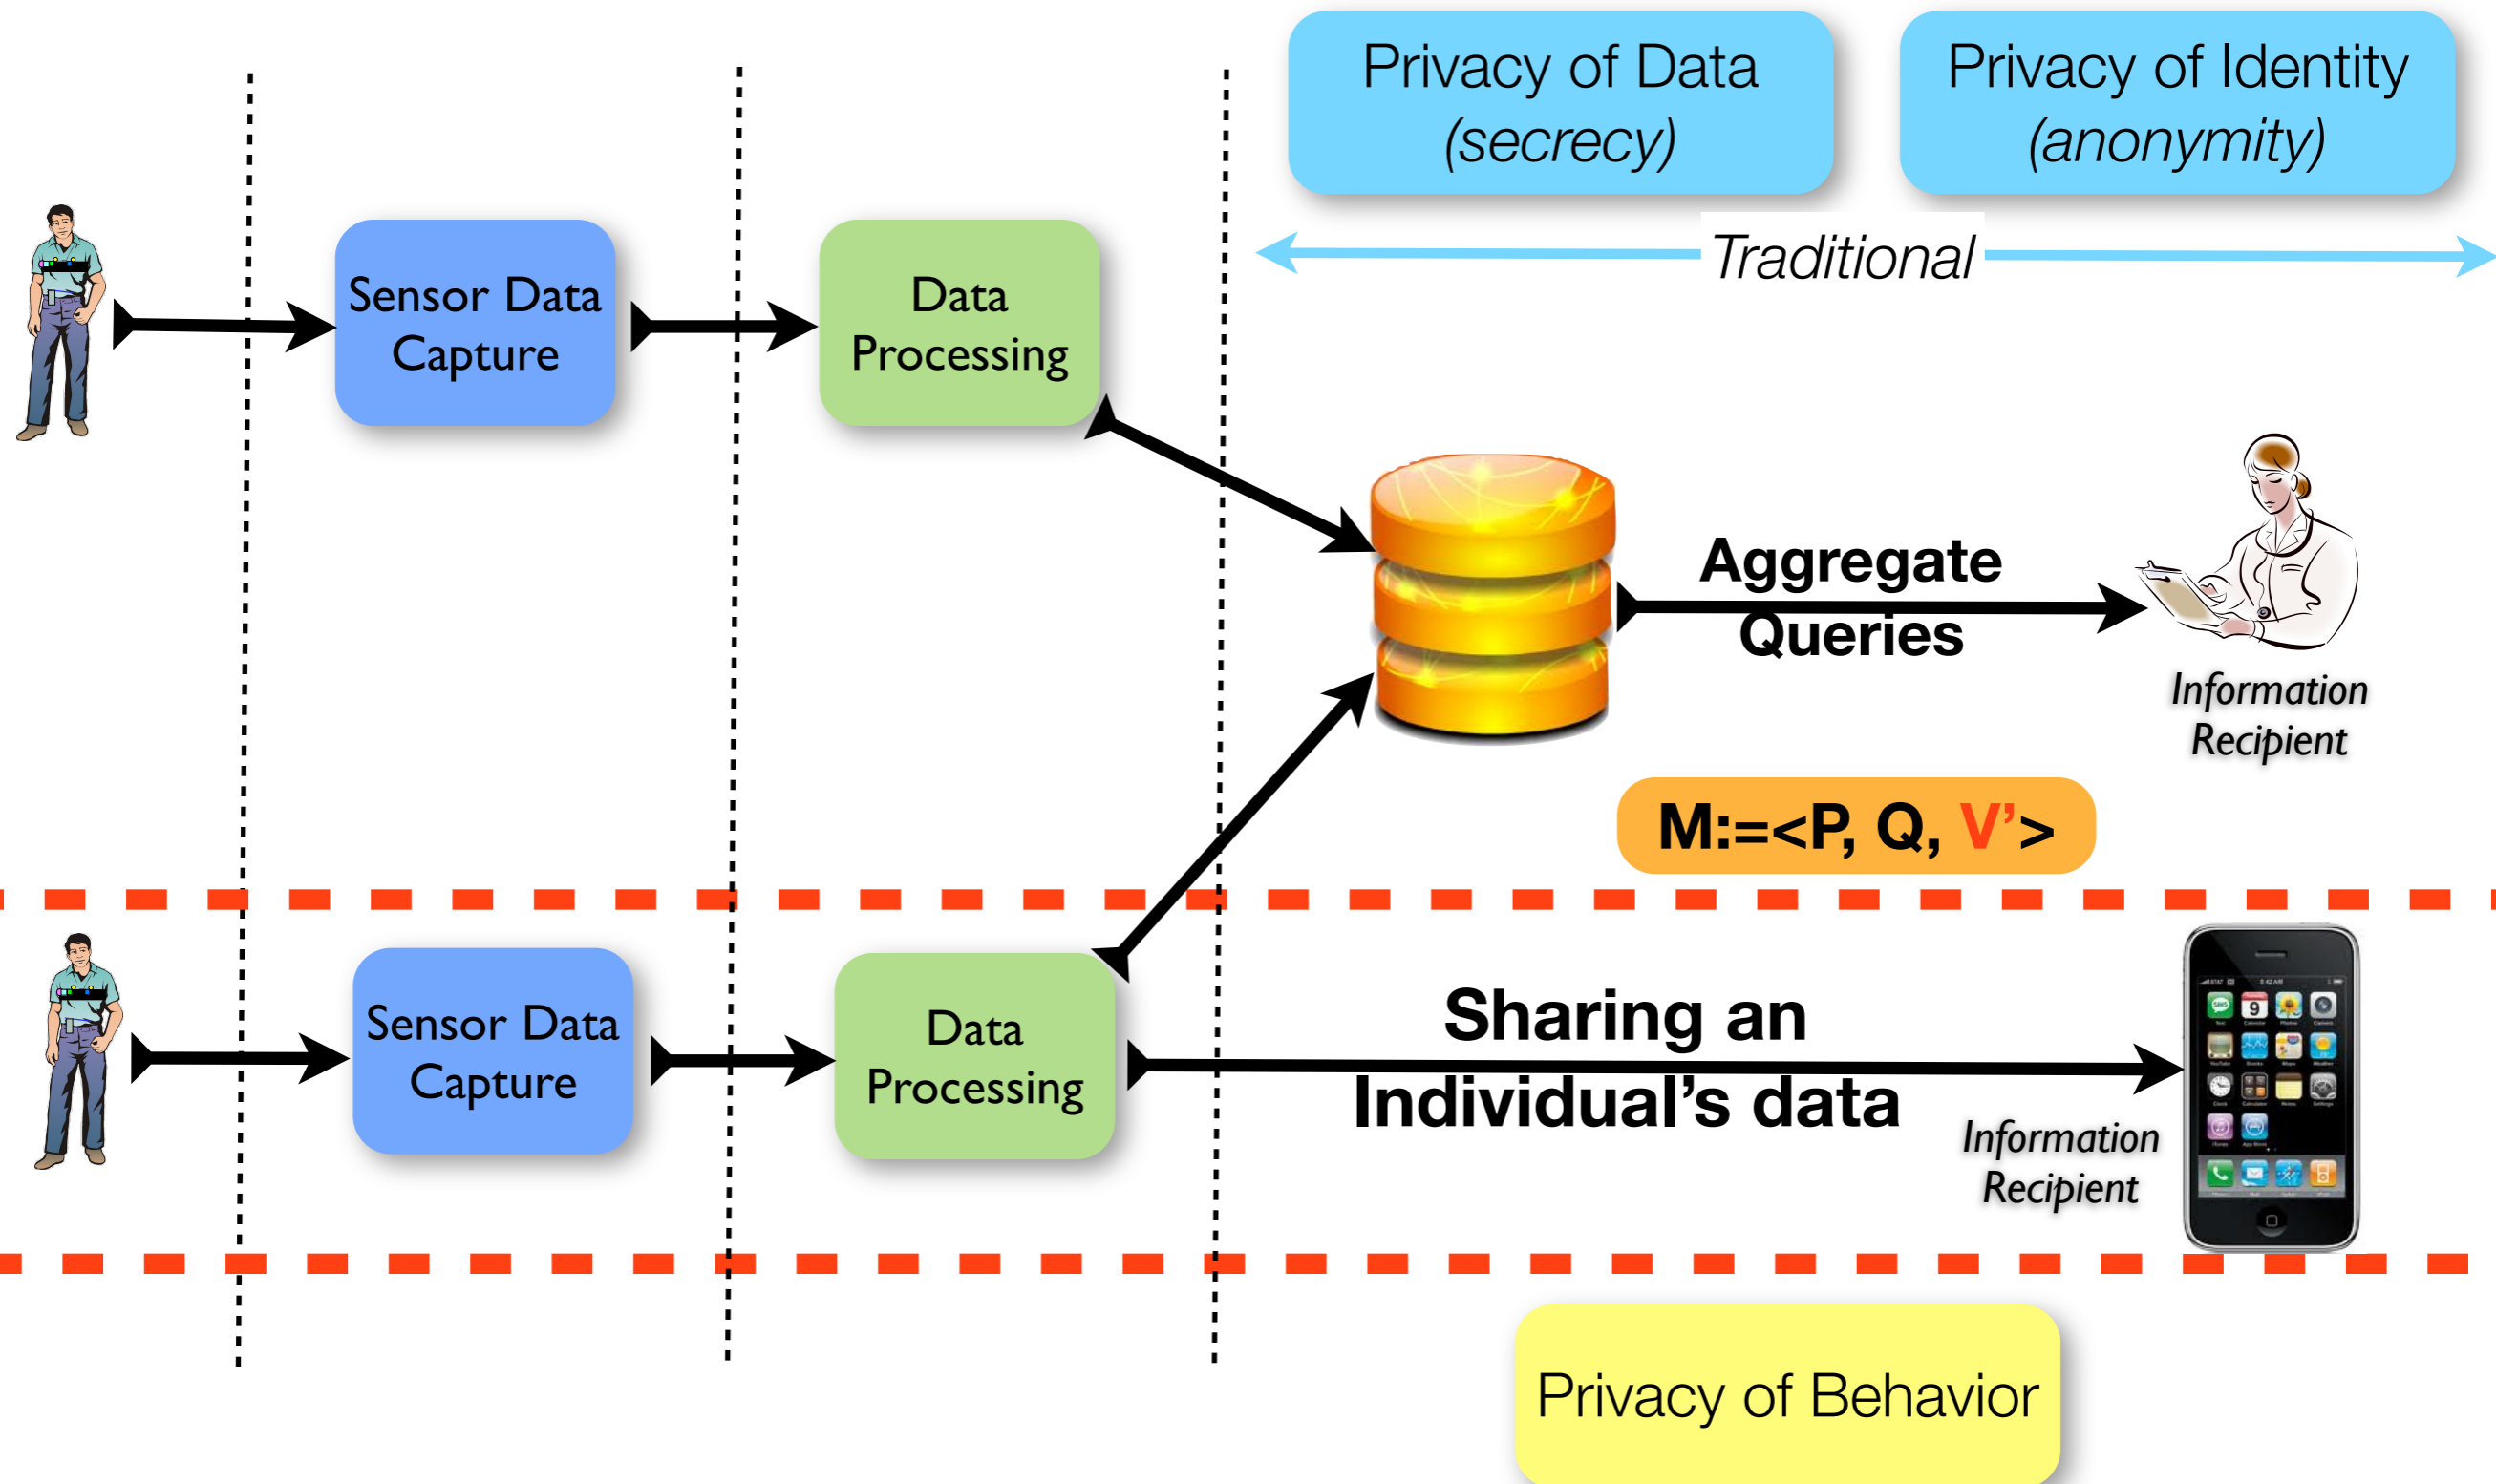 Privacy of Data
(secrecy)
Privacy of Identity
(anonymity)
Traditional
Sensor Data
Capture
Data
Processing
Aggregate
Queries
Information
Recipient
M:=<P, Q, V’>
Sensor Data
Capture
Data
Processing
Sharing an
Individual’s data
Information
Recipient
Privacy of Behavior